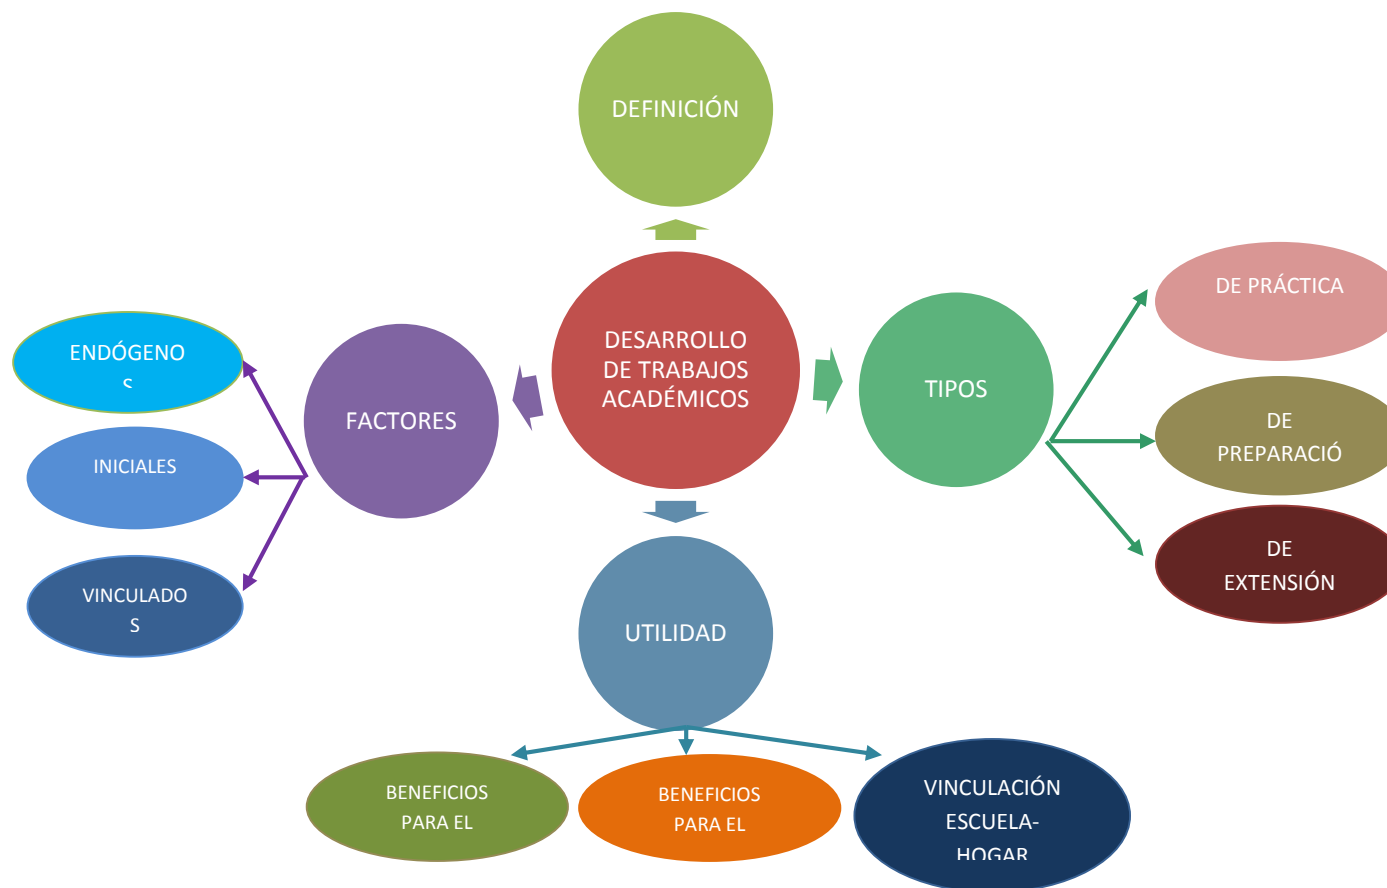 DEFINICIÓN
DESARROLLO
DE TRABAJOS
ACADÉMICOS
FACTORES
TIPOS
UTILIDAD
ENDÓGENO
S
INICIALES
VINCULADO
S
DE PRÁCTICA
DE
PREPARACIÓ
DE
EXTENSIÓN
BENEFICIOS
PARA EL
BENEFICIOS
PARA EL
VINCULACIÓN
ESCUELA-
HOGAR